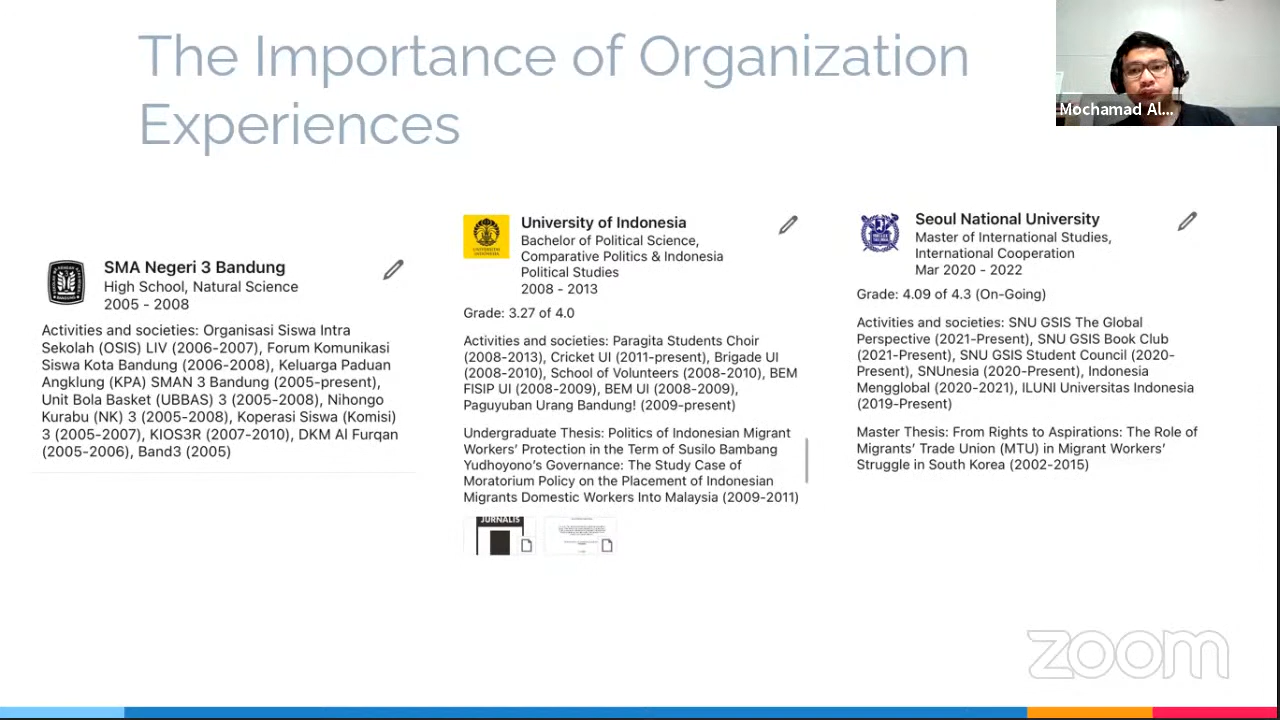 The Importance of Organization
Experiences
Mochamad Al...
SMA Negeri 3 Bandung
High School, Natural Science
2005 - 2008
Activities and societies: Organisasi Siswa Intra
Sekolah (OSIS) LIV (2006-2007), Forum Komunikasi
Siswa Kota Bandung (2006-2008), Keluarga Paduan
Angklung (KPA) SMAN 3 Bandung (2005-present),
Unit Bola Basket (UBBAS) 3 (2005-2008), Nihongo
Kurabu (NK) 3 (2005-2008), Koperasi Siswa (Komisi)
3 (2005-2007), KIOS3R (2007-2010), DKM Al Furqan
(2005-2006), Band3 (2005)
University of Indonesia
Bachelor of Political Science,
Comparative Politics & Indonesia
Political Studies
2008 - 2013
Grade: 3.27 of 4.0
Activities and societies: Paragita Students Choir
(2008-2013), Cricket UI (2011-present), Brigade UI
(2008-2010), School of Volunteers (2008-2010), BEM
FISIP UI (2008-2009), BEM UI (2008-2009),
Paguyuban Urang Bandung! (2009-present)
Undergraduate Thesis: Politics of Indonesian Migrant
Workers' Protection in the Term of Susilo Bambang
Yudhoyono's Governance: The Study Case of
Moratorium Policy on the Placement of Indonesian
Migrants Domestic Workers Into Malaysia (2009-2011)
JURNALIS
Seoul National University
Master of International Studies,
International Cooperation
Mar 2020 - 2022
Grade: 4.09 of 4.3 (On-Going)
Activities and societies: SNU GSIS The Global
Perspective (2021-Present), SNU GSIS Book Club
(2021-Present), SNU GSIS Student Council (2020-
Present), SNUnesia (2020-Present), Indonesia
Mengglobal (2020-2021), ILUNI Universitas Indonesia
(2019-Present)
Master Thesis: From Rights to Aspirations: The Role of
Migrants' Trade Union (MTU) in Migrant Workers'
Struggle in South Korea (2002-2015)
zoom